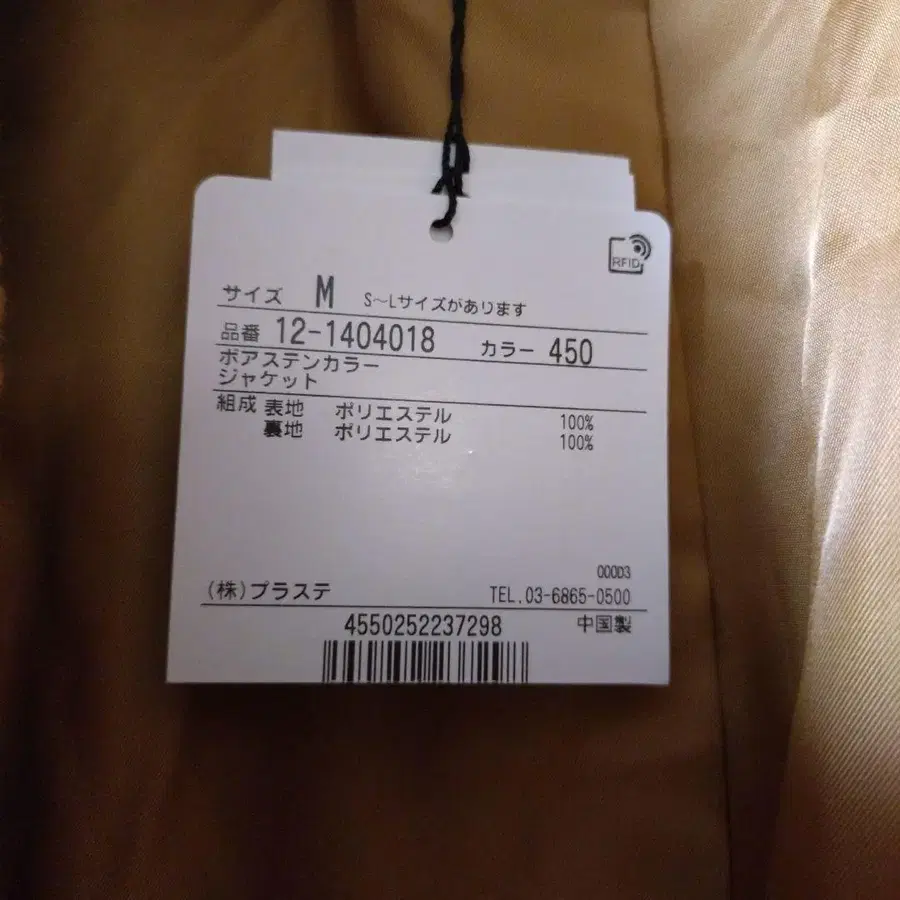 RFID
サイズ M S～Lサイズがあります
品番 12-1404018 カラー 450
ボアステンカラー
ジャケット
組成 表地 ポリエステル 100%
裏地 ポリエステル 100%
00003
(株)プラステ TEL.03-6865-0500
4550252237298 中国製